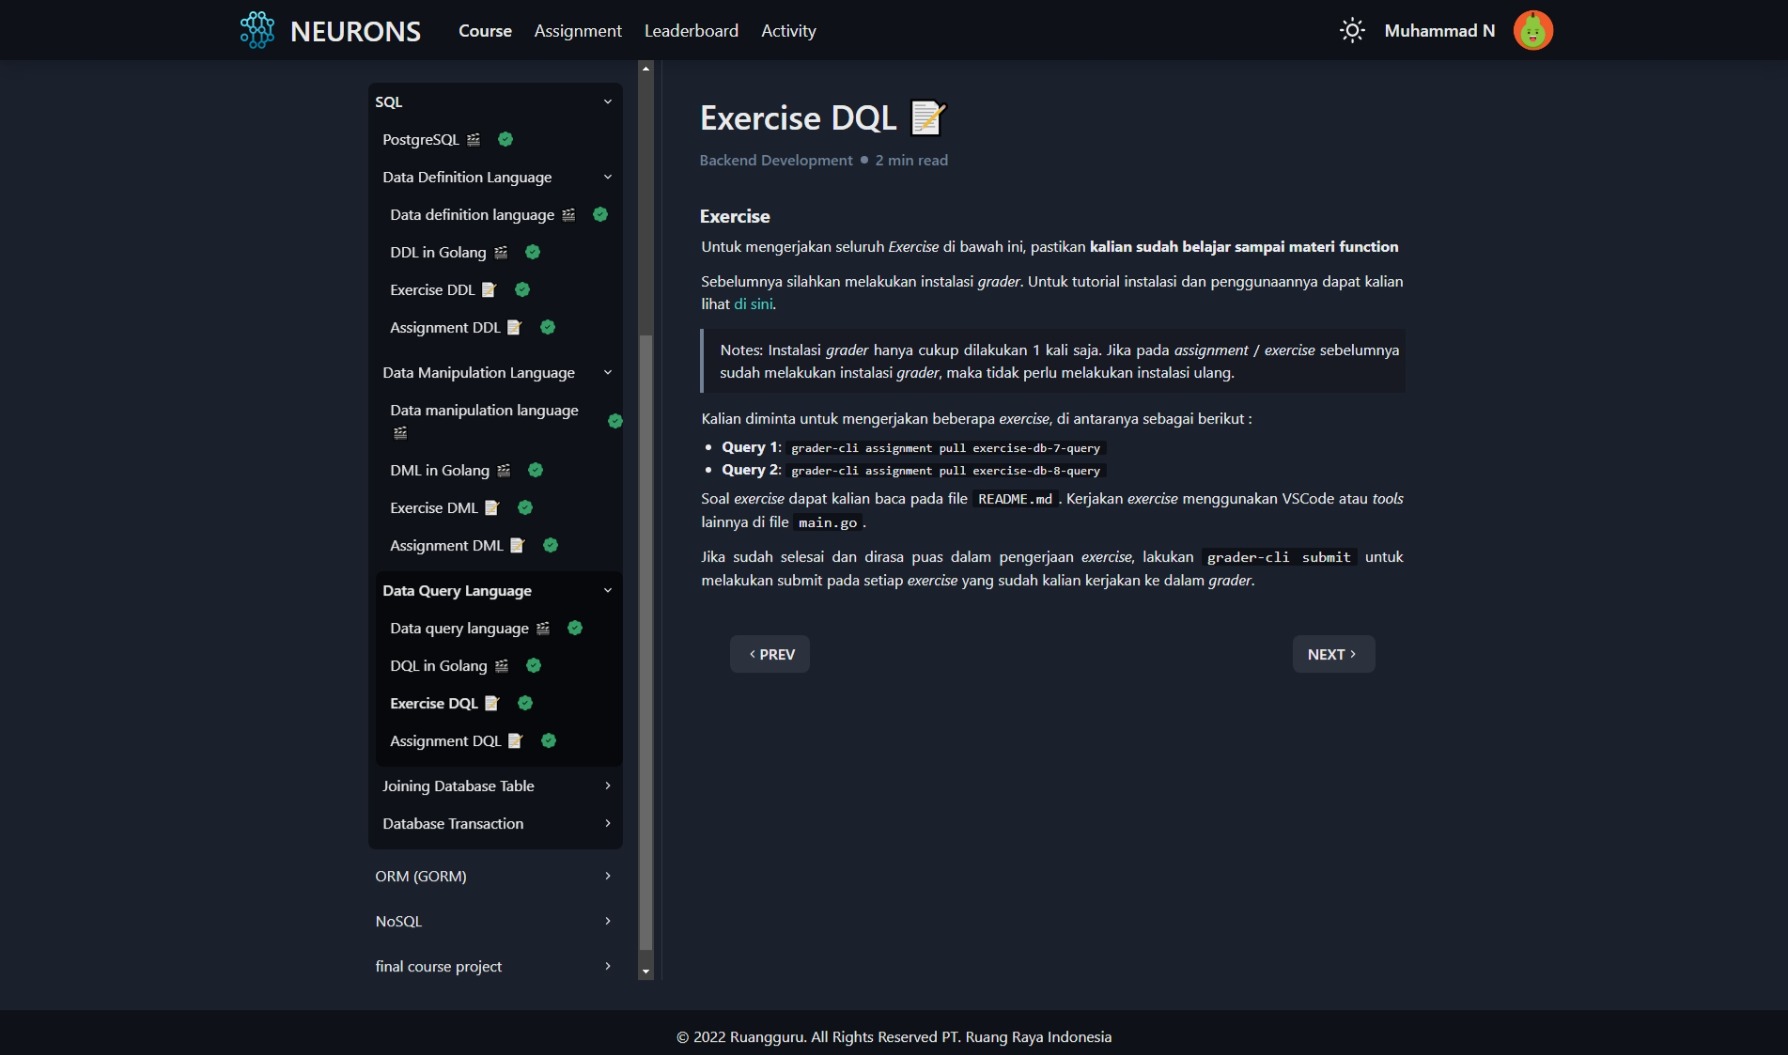 NEURONS
Course
Assignment
Leaderboard
Activity
Muhammad N
SQL
PostgreSQL
Data Definition Language
Data definition language
DDL in Golang
Exercise DDL
Assignment DDL
Data Manipulation Language
Data manipulation language
DML in Golang
Exercise DML
Assignment DML
Data Query Language
Data query language
DQL in Golang
Exercise DQL
Assignment DQL
Joining Database Table
Database Transaction
ORM (GORM)
NoSQL
final course project
Exercise DQL
Backend Development • 2 min read
Exercise
Untuk mengerjakan seluruh Exercise di bawah ini, pastikan kalian sudah belajar sampai materi function
Sebelumnya silahkan melakukan instalasi grader. Untuk tutorial instalasi dan penggunaannya dapat kalian
lihat di sini.
Notes: Instalasi grader hanya cukup dilakukan 1 kali saja. Jika pada assignment / exercise sebelumnya
sudah melakukan instalasi grader, maka tidak perlu melakukan instalasi ulang.
Kalian diminta untuk mengerjakan beberapa exercise, di antaranya sebagai berikut :
• Query 1: grader-cli assignment pull exercise-db-7-query
• Query 2: grader-cli assignment pull exercise-db-8-query
Soal exercise dapat kalian baca pada file README.md. Kerjakan exercise menggunakan VSCode atau tools
lainnya di file main.go.
Jika sudah selesai dan dirasa puas dalam pengerjaan exercise, lakukan grader-cli submit untuk
melakukan submit pada setiap exercise yang sudah kalian kerjakan ke dalam grader.
PREV
NEXT
© 2022 Ruangguru. All Rights Reserved PT. Ruang Raya Indonesia